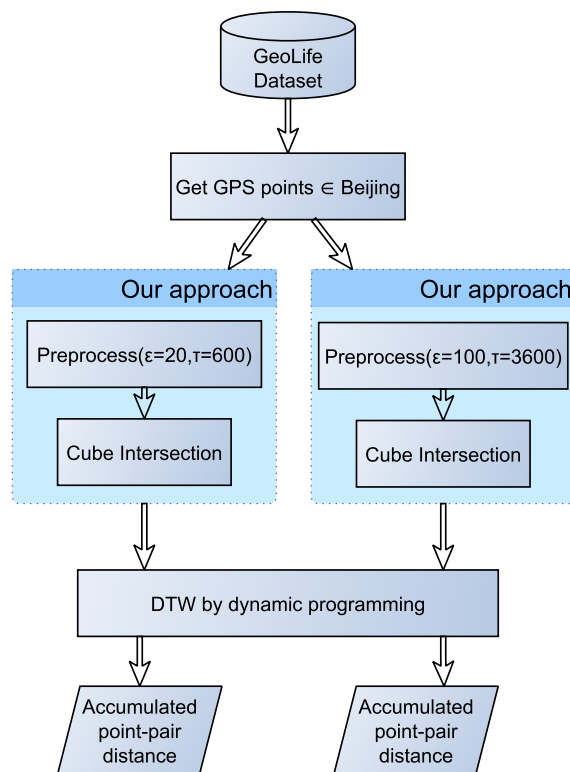 GeoLife
Dataset
Get GPS points ∈ Beijing
Our approach
Preprocess(ε=20,τ=600)
Cube Intersection
Our approach
Preprocess(ε=100,τ=3600)
Cube Intersection
DTW by dynamic programming
Accumulated
point-pair
distance
Accumulated
point-pair
distance